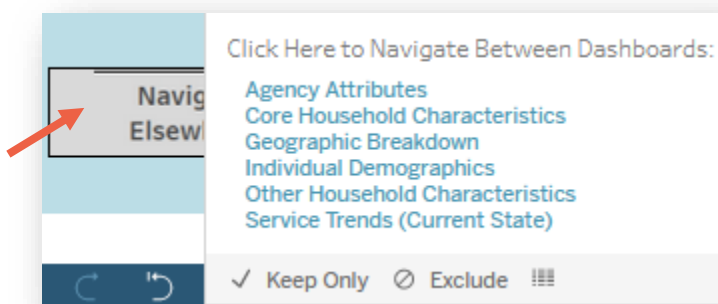 Click Here to Navigate Between Dashboards:
Agency Attributes
Core Household Characteristics
Geographic Breakdown
Individual Demographics
Other Household Characteristics
Service Trends (Current State)
Keep Only Exclude